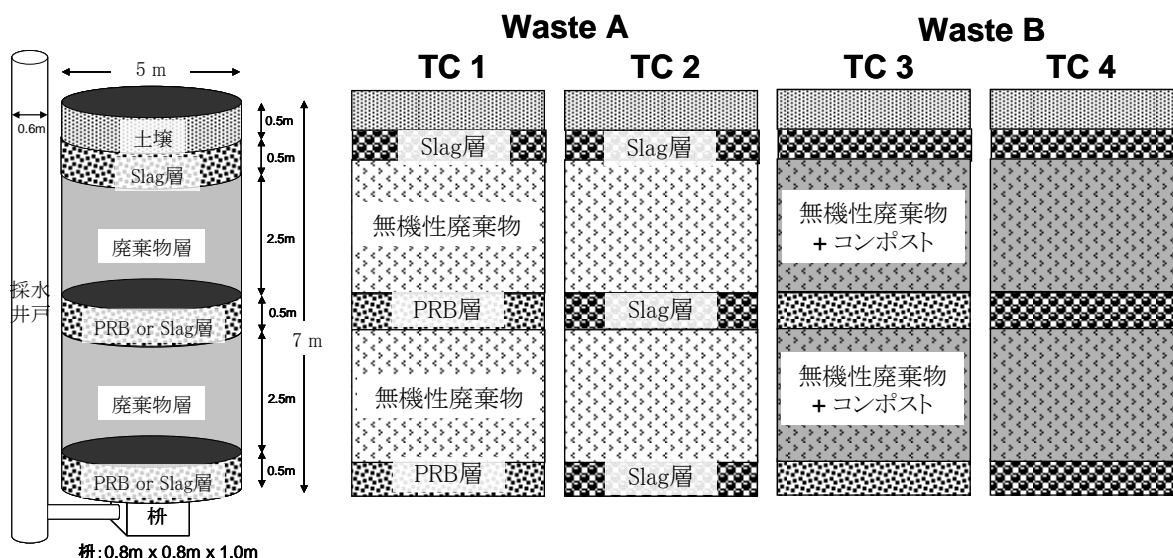 Waste A
Waste B
TC 1
TC 2
TC 3
TC 4
5 m
0.6m
採水
井戸
土壌
Slag層
廃棄物層
PRB or Slag層
廃棄物層
PRB or Slag層
枡
枡:0.8m x 0.8m x 1.0m
0.5m
0.5m
2.5m
0.5m
7 m
2.5m
0.5m
Slag層
無機性廃棄物
PRB層
無機性廃棄物
PRB層
Slag層
Slag層
Slag層
無機性廃棄物
+ コンポスト
無機性廃棄物
+ コンポスト